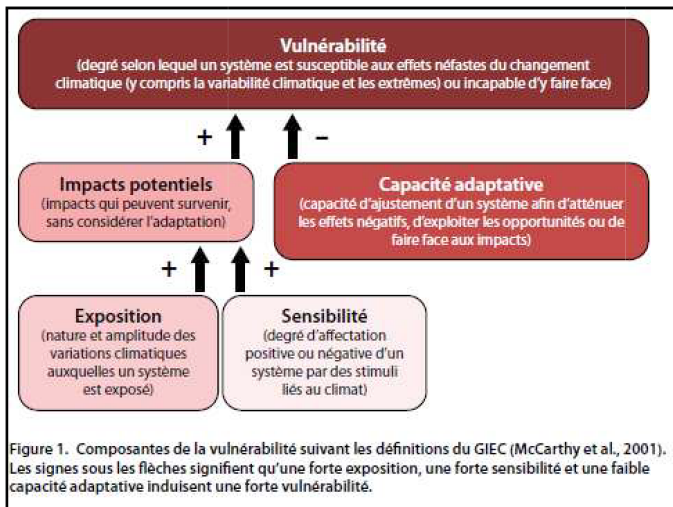 Vulnérabilité
(degré selon lequel un système est susceptible aux effets néfastes du changement
climatique (y compris la variabilité climatique et les extrêmes) ou incapable d'y faire face)
+ –
Impacts potentiels
(impacts qui peuvent survenir,
sans considérer l'adaptation)
Capacité adaptative
(capacité d'ajustement d'un système afin d'atténuer
les effets négatifs, d'exploiter les opportunités ou de
faire face aux impacts)
+ +
Exposition
(nature et amplitude des
variations climatiques
auxquelles un système
est exposé)
Sensibilité
(degré d'affectation
positive ou négative d'un
système par des stimuli
liés au climat)
Figure 1. Composantes de la vulnérabilité suivant les définitions du GIEC (McCarthy et al., 2001).
Les signes sous les flèches signifient qu'une forte exposition, une forte sensibilité et une faible
capacité adaptative induisent une forte vulnérabilité.